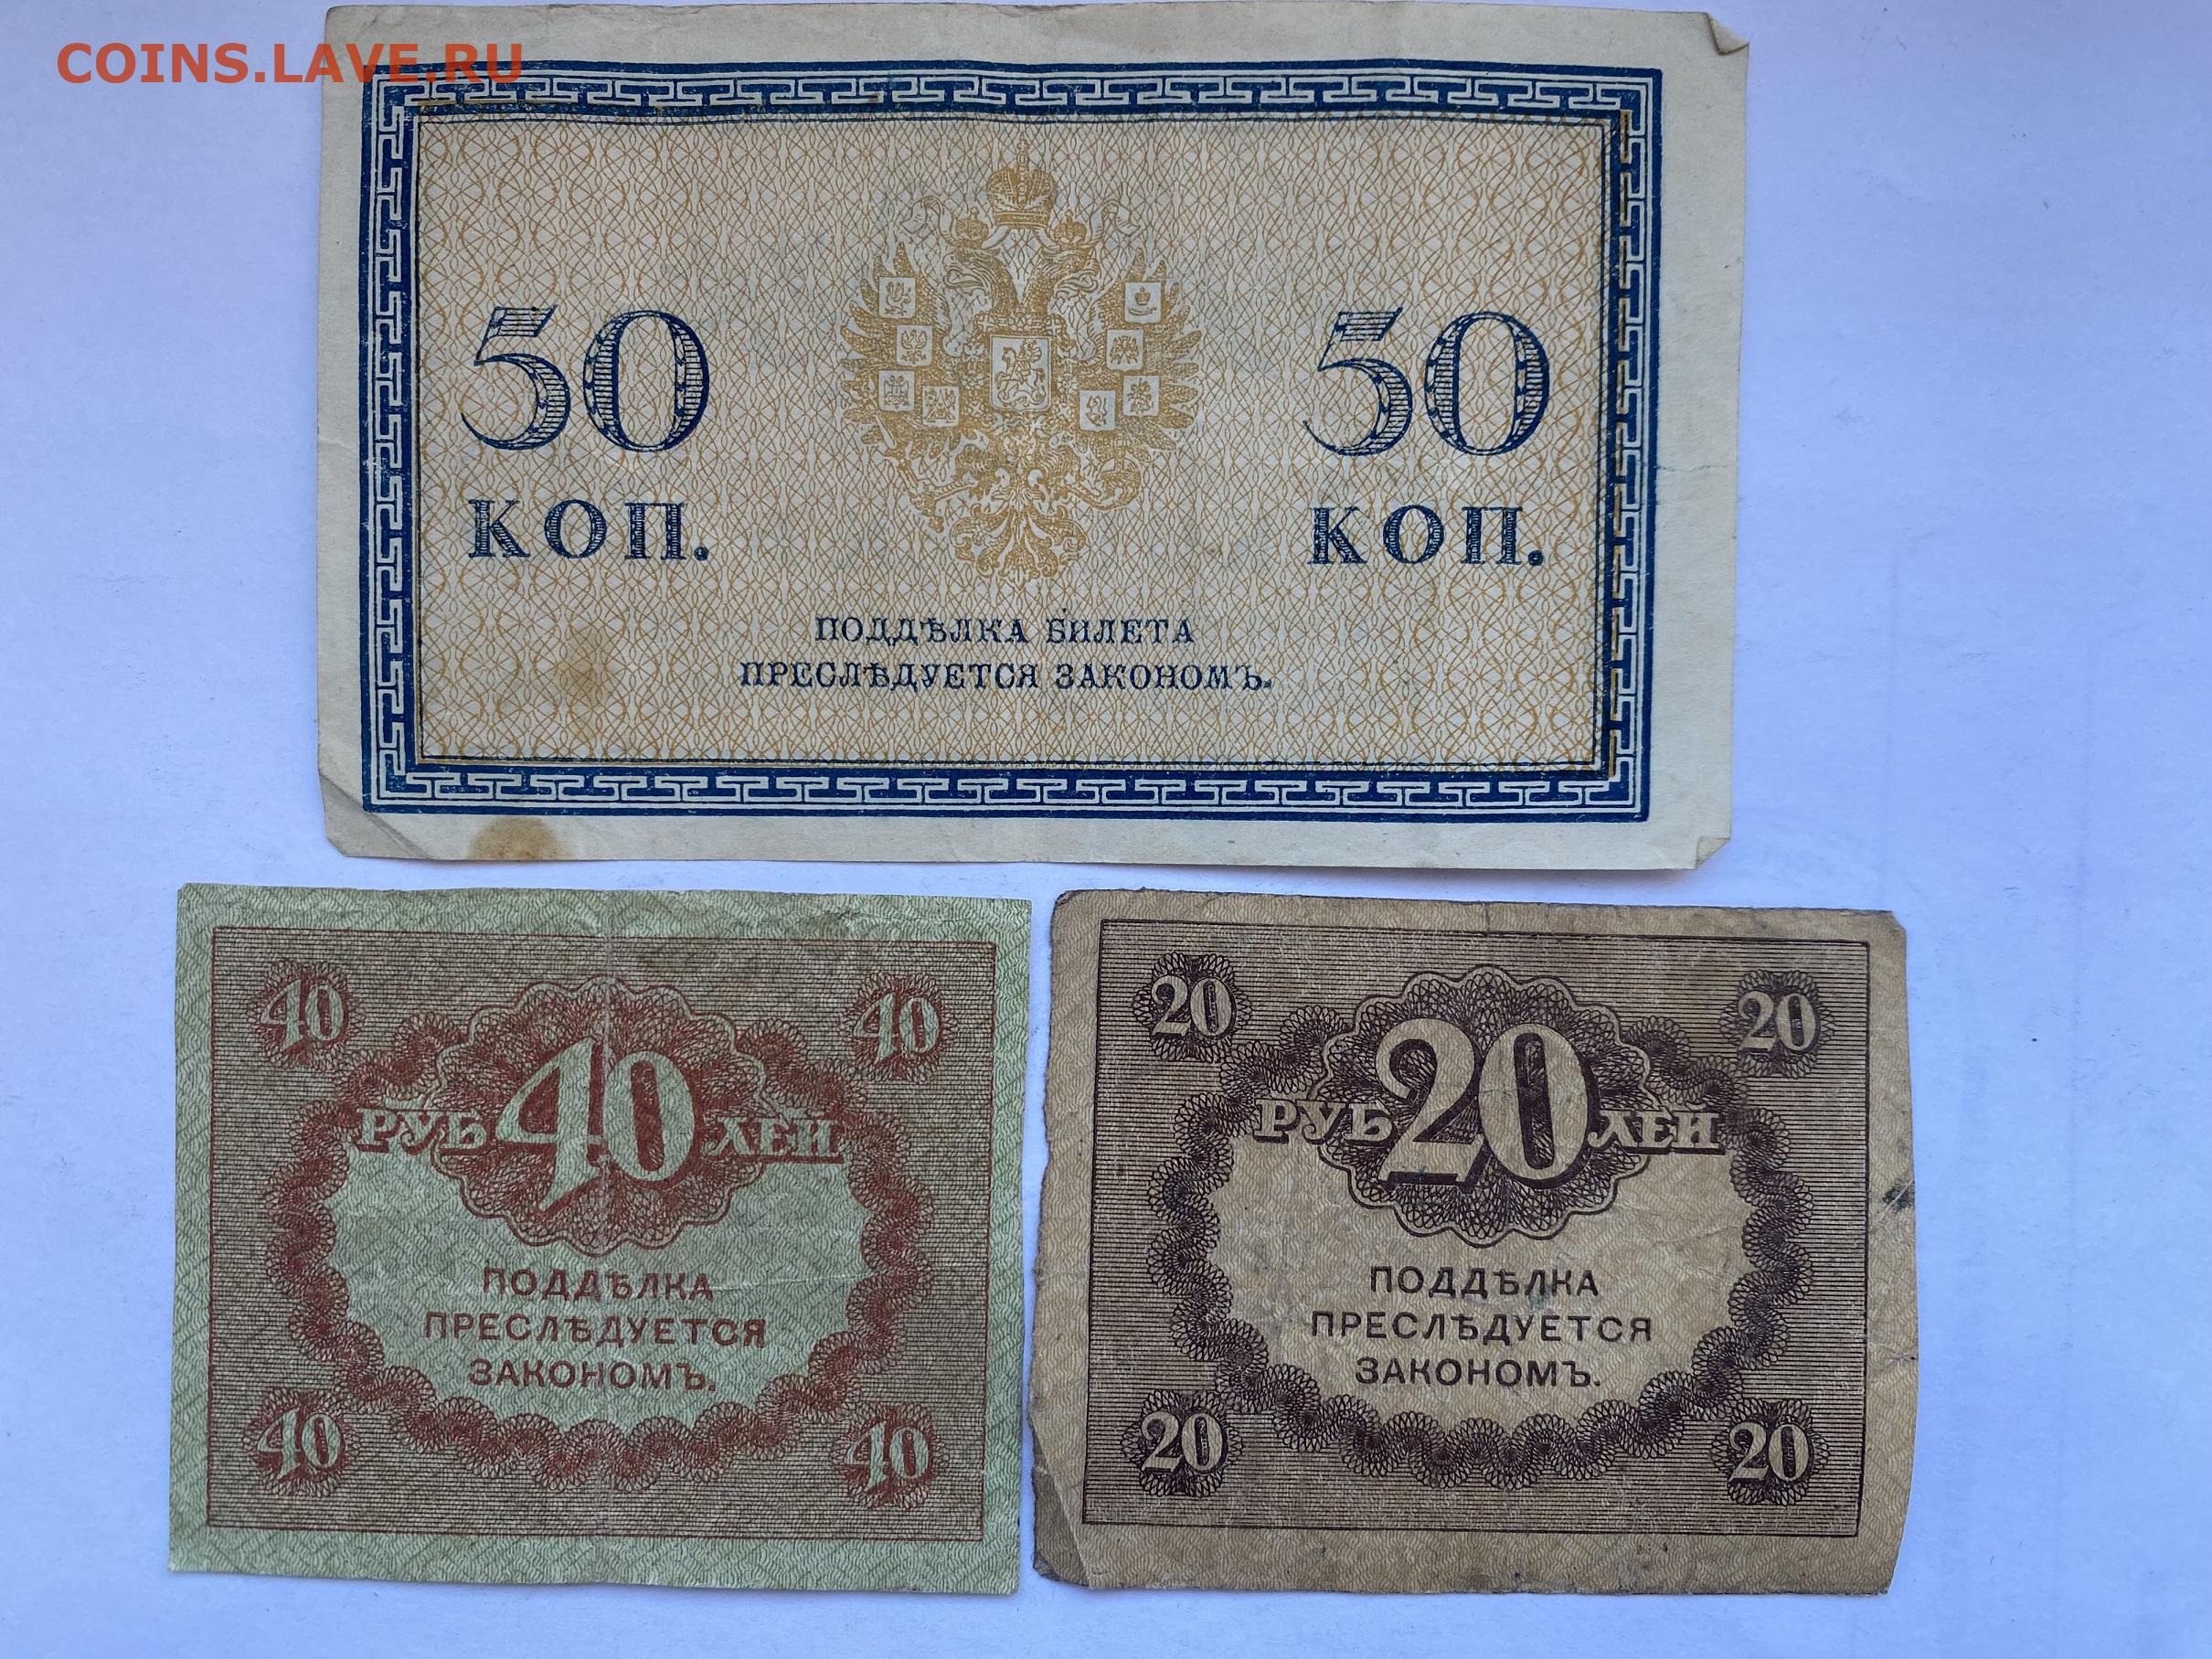 COINS.LAVE.RU
50 50
КОП. КОП.
ПОДДѢЛКА БИЛЕТА
ПРЕСЛѢДУЕТСЯ ЗАКОНОМЪ.
40 40
РУБ 40 ЛЕЙ
ПОДДѢЛКА
ПРЕСЛѢДУЕТСЯ
ЗАКОНОМЪ.
40 40
20 20
РУБ 20 ЛЕЙ
ПОДДѢЛКА
ПРЕСЛѢДУЕТСЯ
ЗАКОНОМЪ.
20 20